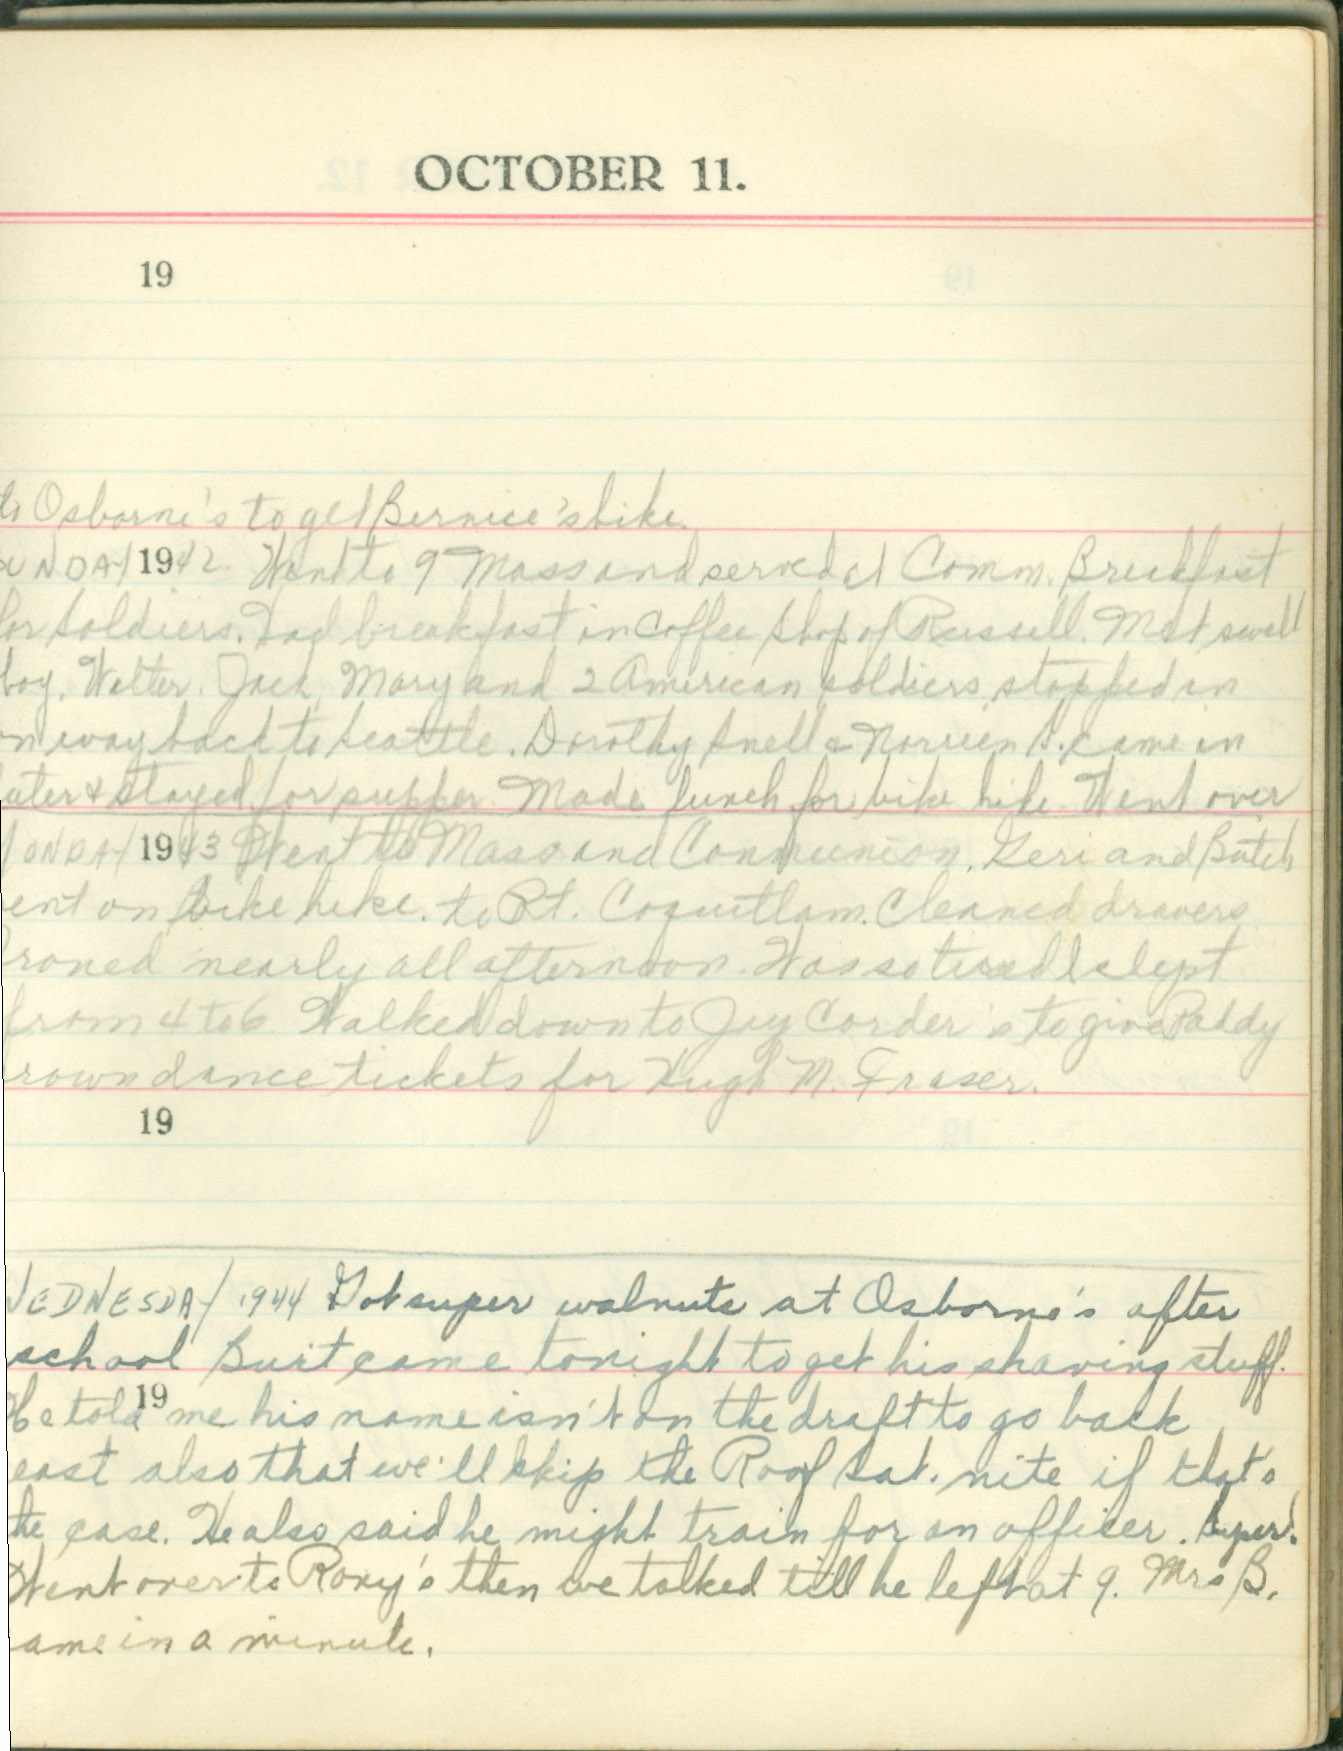 OCTOBER 11.
19
to Osborne's to get Bernice's bike.
SUNDAY 1942 Went to 9 Mass and served at Comm. Breakfast
for soldiers. Had breakfast in Coffee Shop of Russell. Met swell
boy, Walter. Jack, Mary and 2 American soldiers stopped in
on way back to Seattle. Dorothy Snell & Norreen S. came in
later & stayed for supper. Made lunch for bike hike. Went over
MONDAY 1943 Went to Mass and Communion. Geri and Butch
went on bike hike. to Pt. Coquitlam. Cleaned drawers
Ironed nearly all afternoon. Was so tired I slept
from 4 to 6. Walked down to Jay Corder's to give Paddy
Brown dance tickets for Hugh M. Fraser.
19
WEDNESDAY 1944 Got super walnuts at Osborne's after
school Burt came tonight to get his shaving stuff.
19
He told me his name isn't on the draft to go back
east also that we'll skip the Roof Sat. nite if that's
the case. He also said he might train for an officer. Super!
Went over to Rony's then we talked till he left at 9. Mrs B.
came in a minute.